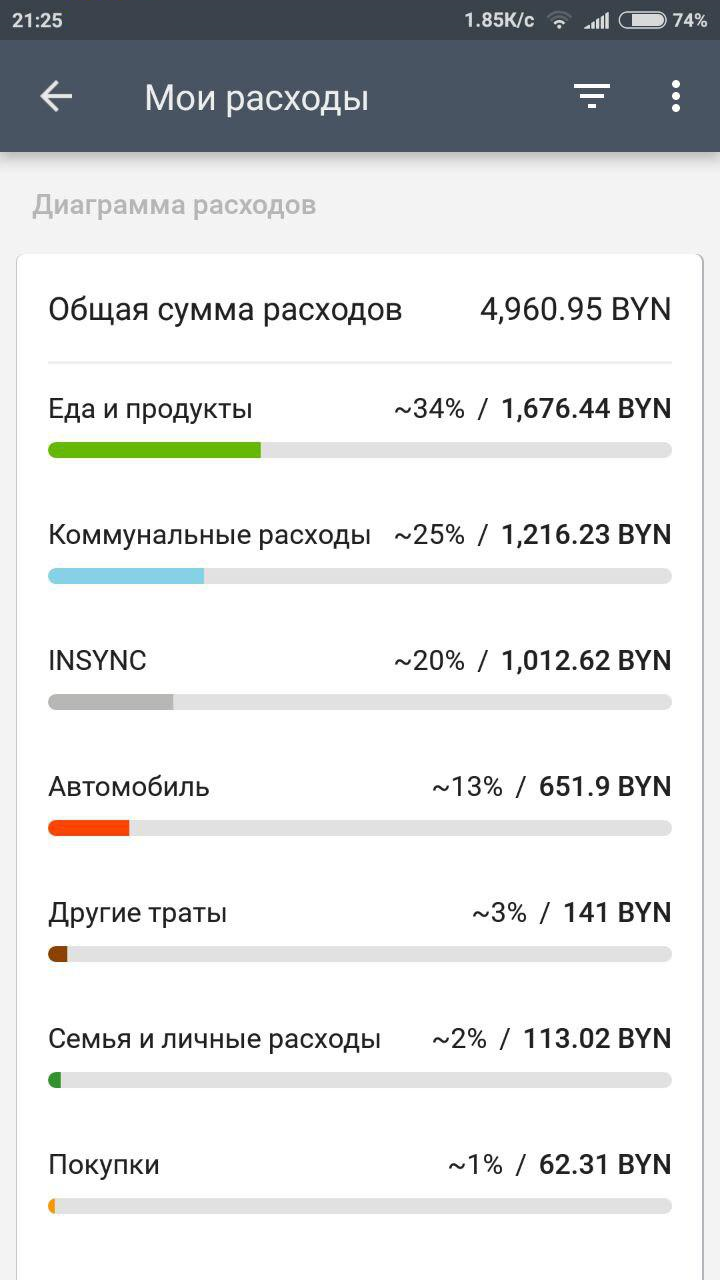 21:25 1.85K/c 74%
Мои расходы
Диаграмма расходов
Общая сумма расходов 4,960.95 BYN
Еда и продукты ~34% / 1,676.44 BYN
Коммунальные расходы ~25% / 1,216.23 BYN
INSYNC ~20% / 1,012.62 BYN
Автомобиль ~13% / 651.9 BYN
Другие траты ~3% / 141 BYN
Семья и личные расходы ~2% / 113.02 BYN
Покупки ~1% / 62.31 BYN